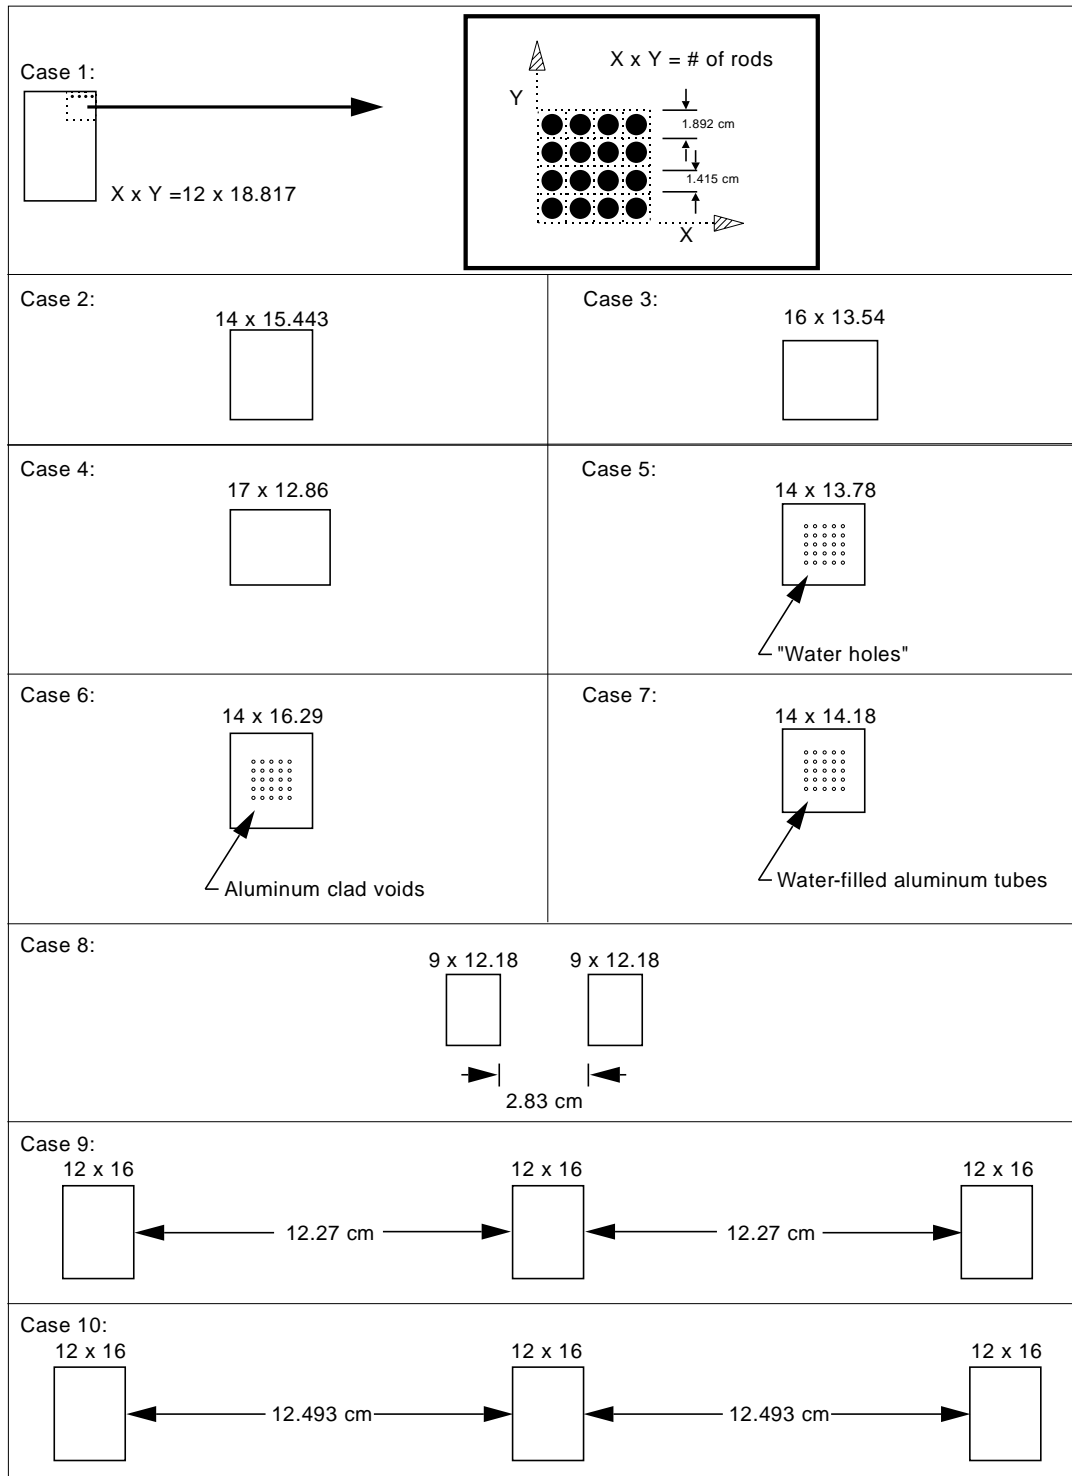 Case 1:
X x Y =12 x 18.817
X x Y = # of rods
Y
1.892 cm
1.415 cm
X
Case 2:
14 x 15.443
Case 3:
16 x 13.54
Case 4:
17 x 12.86
Case 5:
14 x 13.78
"Water holes"
Case 6:
14 x 16.29
Aluminum clad voids
Case 7:
14 x 14.18
Water-filled aluminum tubes
Case 8:
9 x 12.18 9 x 12.18
2.83 cm
Case 9:
12 x 16 12 x 16 12 x 16
12.27 cm 12.27 cm
Case 10:
12 x 16 12 x 16 12 x 16
12.493 cm 12.493 cm